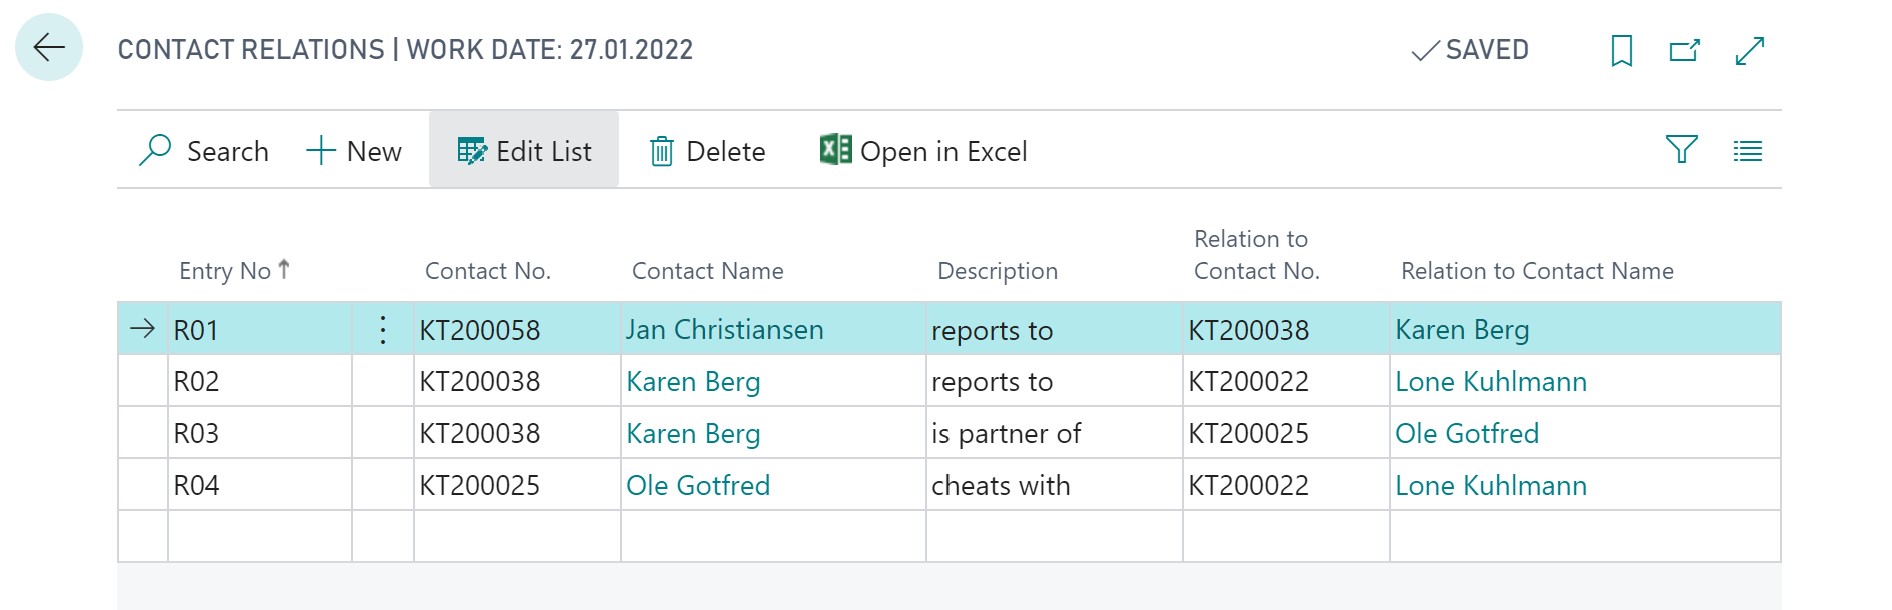 CONTACT RELATIONS | WORK DATE: 27.01.2022
SAVED
Search
New
Edit List
Delete
Open in Excel
Entry No
Contact No.
Contact Name
Description
Relation to
Contact No.
Relation to Contact Name
R01 KT200058 Jan Christiansen reports to KT200038 Karen Berg
R02 KT200038 Karen Berg reports to KT200022 Lone Kuhlmann
R03 KT200038 Karen Berg is partner of KT200025 Ole Gotfred
R04 KT200025 Ole Gotfred cheats with KT200022 Lone Kuhlmann